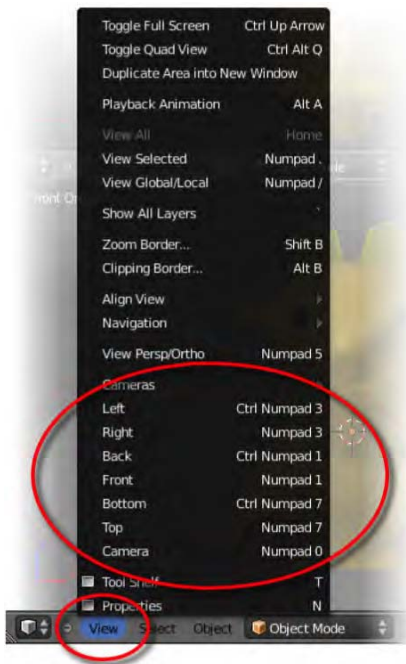 Toggle Full Screen Ctrl Up Arrow
Toggle Quad View Ctrl Alt Q
Duplicate Area into New Window
Playback Animation Alt A
View All Home
View Selected Numpad .
View Global/Local Numpad /
Show All Layers `
Zoom Border... Shift B
Clipping Border... Alt B
Align View
Navigation
View Persp/Ortho Numpad 5
Cameras
Left Ctrl Numpad 3
Right Numpad 3
Back Ctrl Numpad 1
Front Numpad 1
Bottom Ctrl Numpad 7
Top Numpad 7
Camera Numpad 0
Tool Shelf T
Properties N
View Select Object Object Mode